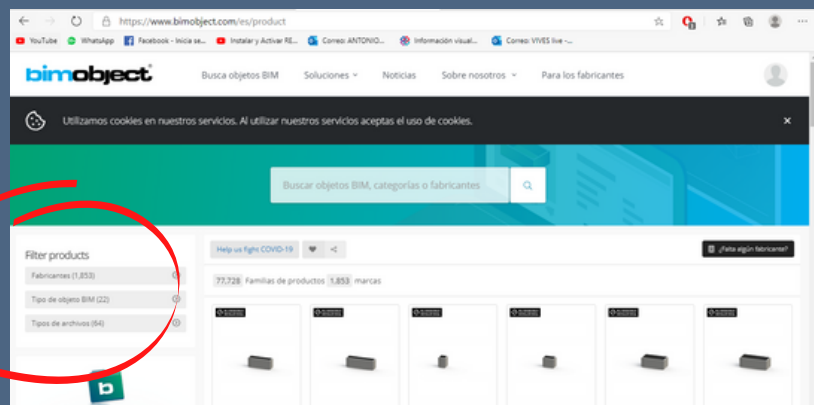 https://www.bimobject.com/es/product
YouTube WhatsApp Facebook - Inicia se... Instalar y Activar RE... Correo: ANTONIO... Información visual... Correo: VIVES live -...
bimobject Busca objetos BIM Soluciones Noticias Sobre nosotros Para los fabricantes
Utilizamos cookies en nuestros servicios. Al utilizar nuestros servicios aceptas el uso de cookies.
Buscar objetos BIM, categorías o fabricantes
Filter products
Help us fight COVID-19
¿Falta algún fabricante?
Fabricantes (1,853)
77,728 Familias de productos 1,853 marcas
Tipo de objeto BIM (22)
Tipos de archivos (64)
b